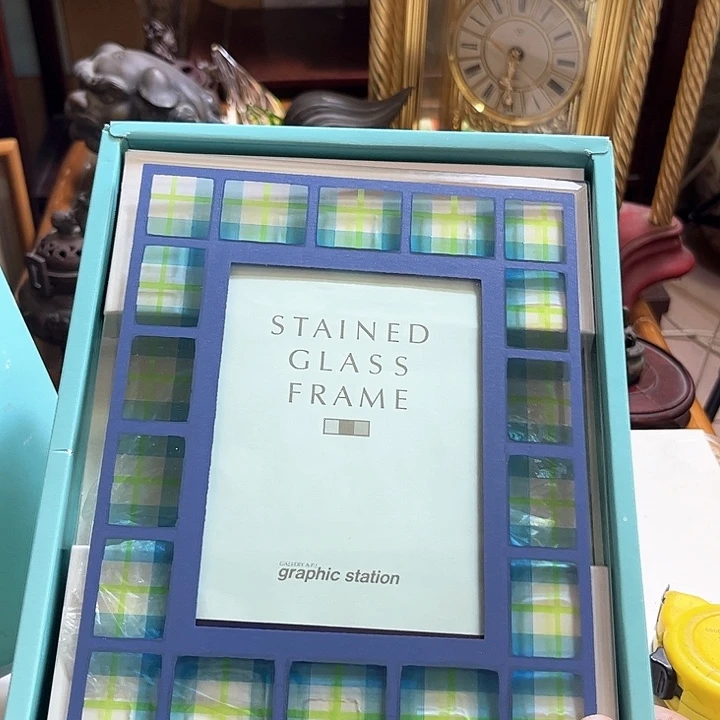 STAINED
GLASS
FRAME
graphic station